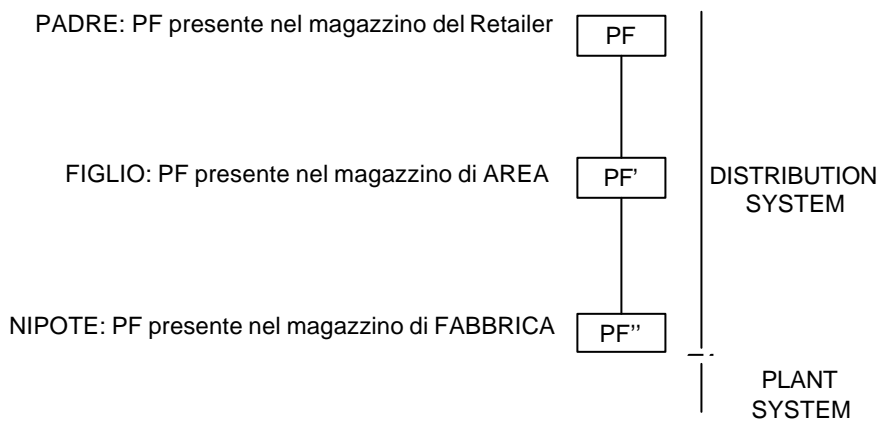 PADRE: PF presente nel magazzino del Retailer
PF
FIGLIO: PF presente nel magazzino di AREA
PF'
DISTRIBUTION
SYSTEM
NIPOTE: PF presente nel magazzino di FABBRICA
PF''
PLANT
SYSTEM